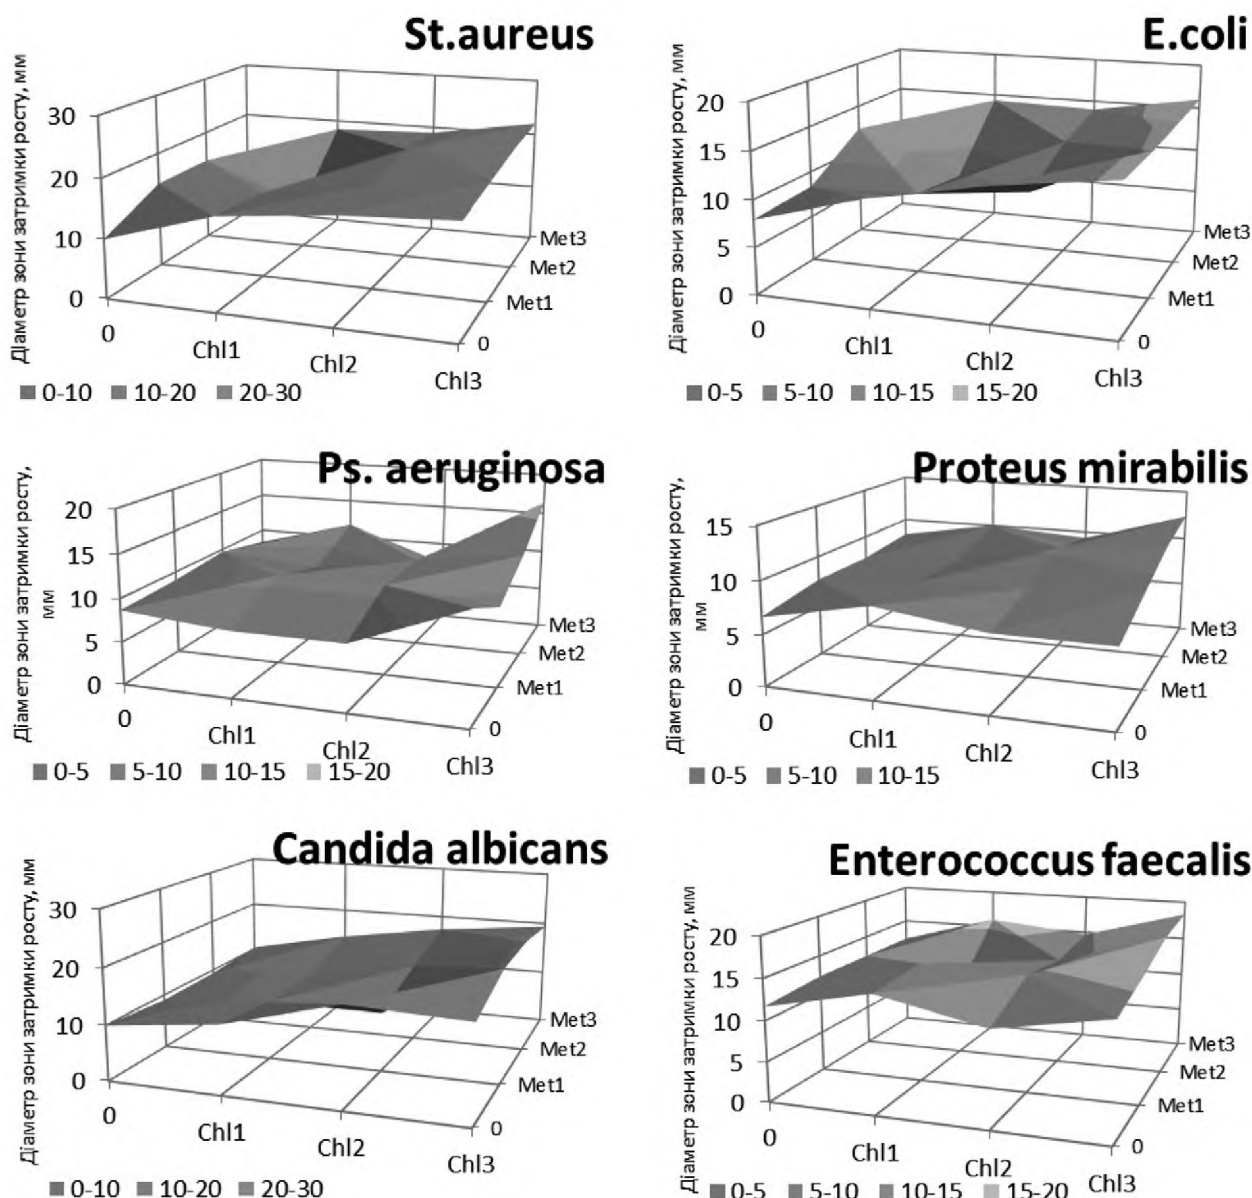 St.aureus
Діаметр зони затримки росту, мм
30
20
10
0
0
Chl1
Chl2
Chl3
0
Met1
Met2
Met3
0-10 10-20 20-30
E.coli
Діаметр зони затримки росту, мм
20
15
10
5
0
0
Chl1
Chl2
Chl3
0
Met1
Met2
Met3
0-5 5-10 10-15 15-20
Ps. aeruginosa
Діаметр зони затримки росту,
мм
20
15
10
5
0
0
Chl1
Chl2
Chl3
0
Met1
Met2
Met3
0-5 5-10 10-15 15-20
Proteus mirabilis
Діаметр зони затримки росту,
мм
15
10
5
0
0
Chl1
Chl2
Chl3
0
Met1
Met2
Met3
0-5 5-10 10-15
Candida albicans
Діаметр зони затримки росту, мм
30
20
10
0
0
Chl1
Chl2
Chl3
0
Met1
Met2
Met3
0-10 10-20 20-30
Enterococcus faecalis
Діаметр зони затримки росту, мм
20
15
10
5
0
0
Chl1
Chl2
Chl3
0
Met1
Met2
Met3
0-5 5-10 10-15 15-20